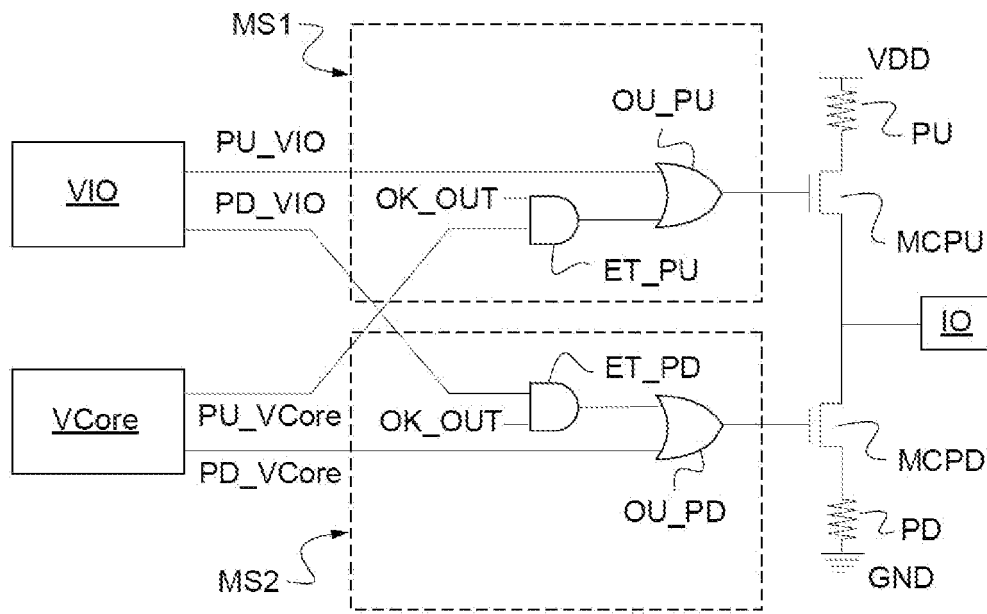 MS1
VDD
OU_PU
PU
PU_VIO
VIO
OK_OUT
PD_VIO
MCPU
ET_PU
IO
ET_PD
VCore
PU_VCore
OK_OUT
MCPD
PD_VCore
OU_PD
PD
MS2
GND